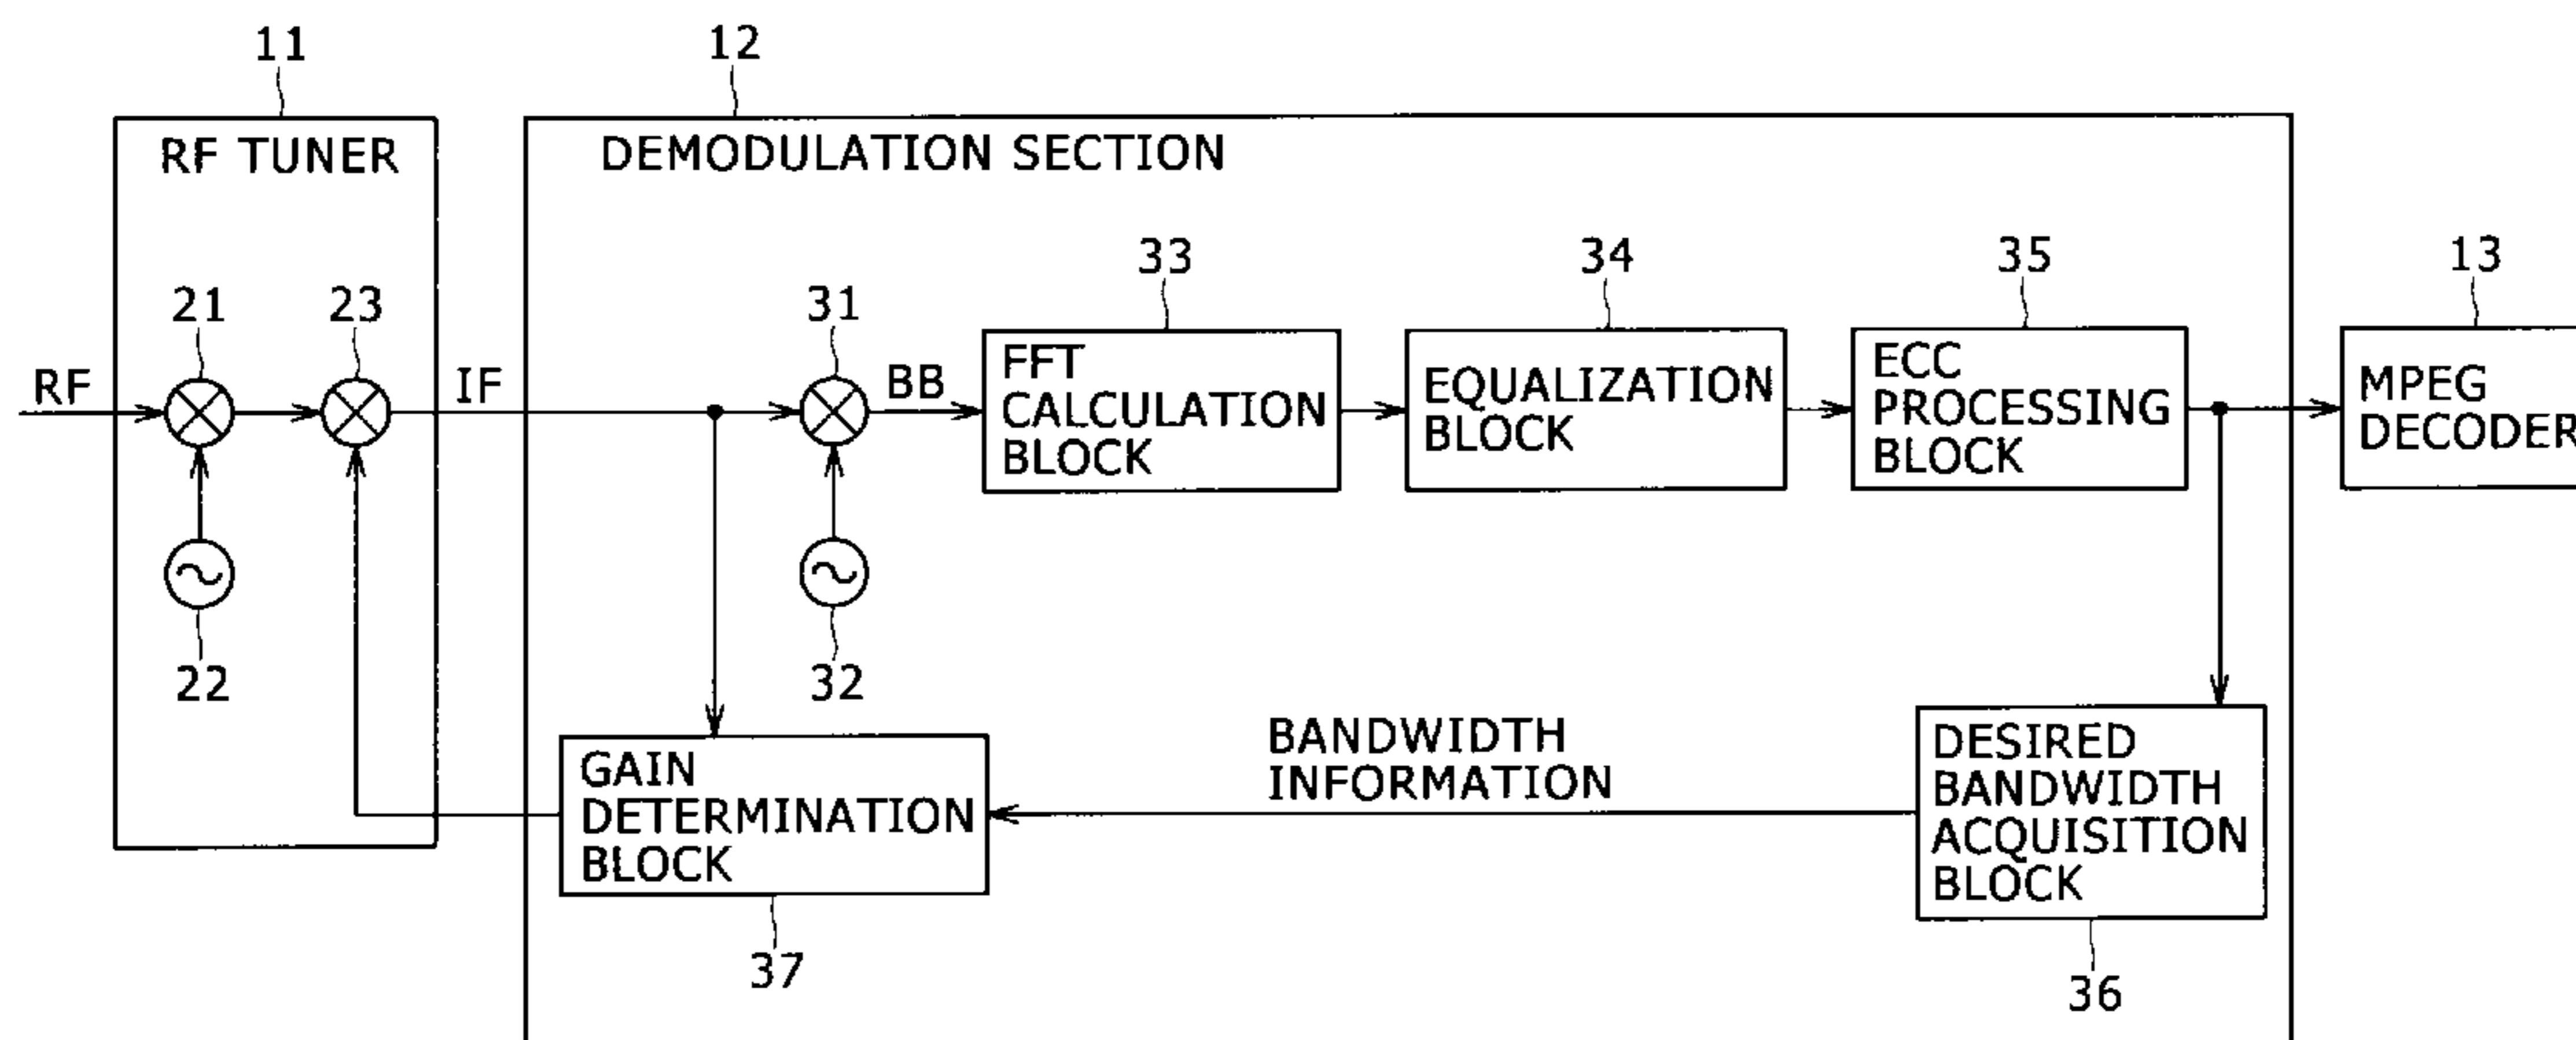 11
12
RF TUNER
DEMODULATION SECTION
33
34
35
13
21
23
31
RF
IF
BB
FFT
CALCULATION
BLOCK
EQUALIZATION
BLOCK
ECC
PROCESSING
BLOCK
MPEG
DECODER
22
32
GAIN
DETERMINATION
BLOCK
BANDWIDTH
INFORMATION
DESIRED
BANDWIDTH
ACQUISITION
BLOCK
37
36